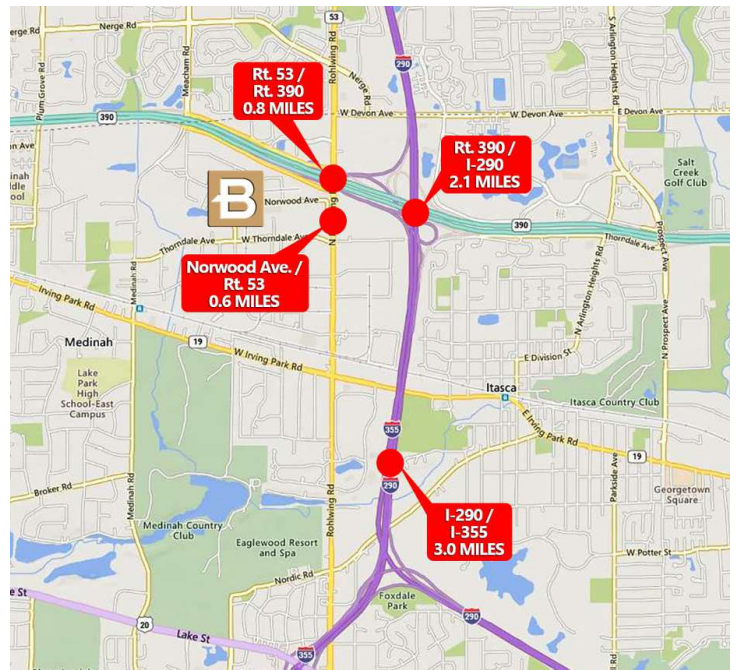 Nerge Rd
Nerge Rd
Meacham Rd
Plum Grove Rd
53
Rohlwing Rd
290
S Arlington Heights Rd
Rt. 53 /
Rt. 390
0.8 MILES
Nerge Rd
W Devon Ave
E Devon Ave
390
Rt. 390 /
I-290
2.1 MILES
Salt
Creek
Golf Club
B
Norwood Ave
390
Thorndale Ave
Thorndale Ave
W Thorndale Ave
Prospect Ave
Norwood Ave. /
Rt. 53
0.6 MILES
Medinah Rd
N Arlington Heights Rd
N Prospect Ave
Irving Park Rd
19
W Irving Park Rd
Medinah
Lake
Park
High
School-East
Campus
E Division St
Itasca
Itasca Country Club
E Irving Park Rd
355
19
290
Broker Rd
Medinah Rd
Rohlwing Rd
Parkside Ave
Georgetown
Square
I-290 /
I-355
3.0 MILES
Medinah Country
Club
Eaglewood Resort
and Spa
Nordic Rd
W Potter St
Foxdale
Park
20
Lake St
290
355